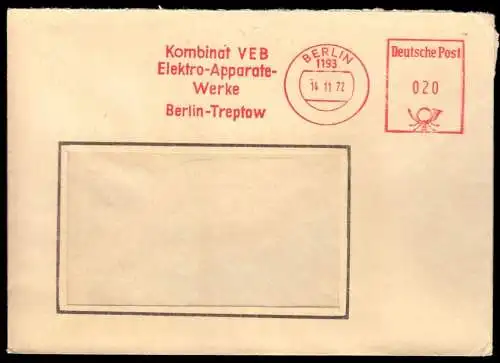 Kombinat VEB
Elektro-Apparate-
Werke
Berlin-Treptow
BERLIN
1193
14 11 72
Deutsche Post
020